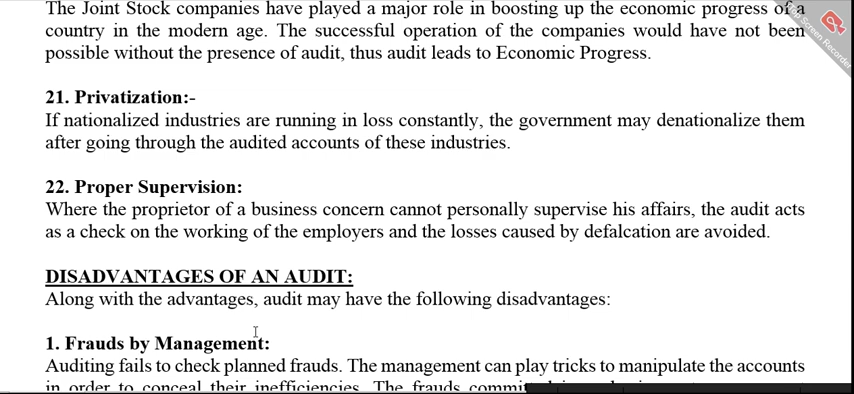 The Joint Stock companies have played a major role in boosting up the economic progress of a
country in the modern age. The successful operation of the companies would have not been
possible without the presence of audit, thus audit leads to Economic Progress.
21. Privatization:-
If nationalized industries are running in loss constantly, the government may denationalize them
after going through the audited accounts of these industries.
22. Proper Supervision:
Where the proprietor of a business concern cannot personally supervise his affairs, the audit acts
as a check on the working of the employers and the losses caused by defalcation are avoided.
DISADVANTAGES OF AN AUDIT:
Along with the advantages, audit may have the following disadvantages:
1. Frauds by Management:
Auditing fails to check planned frauds. The management can play tricks to manipulate the accounts
in order to conceal their inefficiencies. The frauds
Screen Recorder